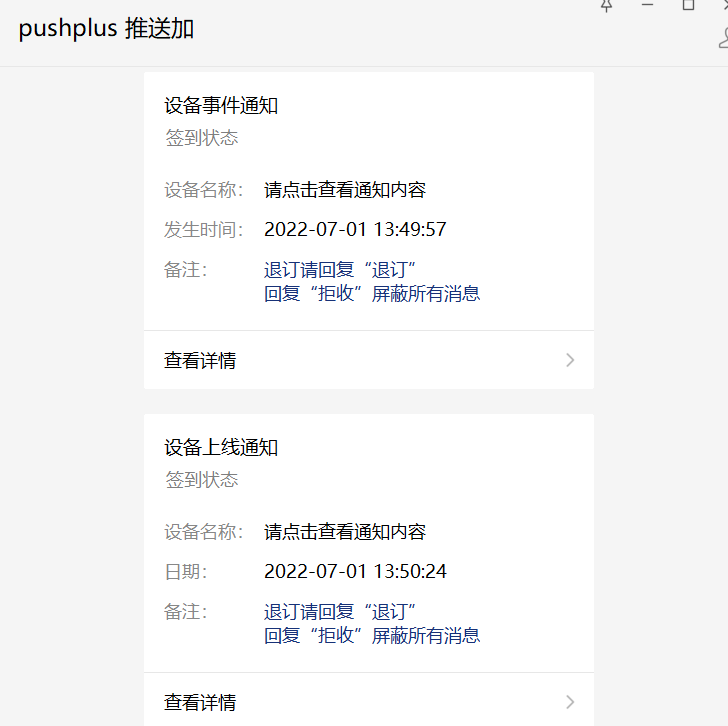 pushplus 推送加
设备事件通知
签到状态
设备名称： 请点击查看通知内容
发生时间： 2022-07-01 13:49:57
备注： 退订请回复“退订”
回复“拒收”屏蔽所有消息
查看详情
设备上线通知
签到状态
设备名称： 请点击查看通知内容
日期： 2022-07-01 13:50:24
备注： 退订请回复“退订”
回复“拒收”屏蔽所有消息
查看详情